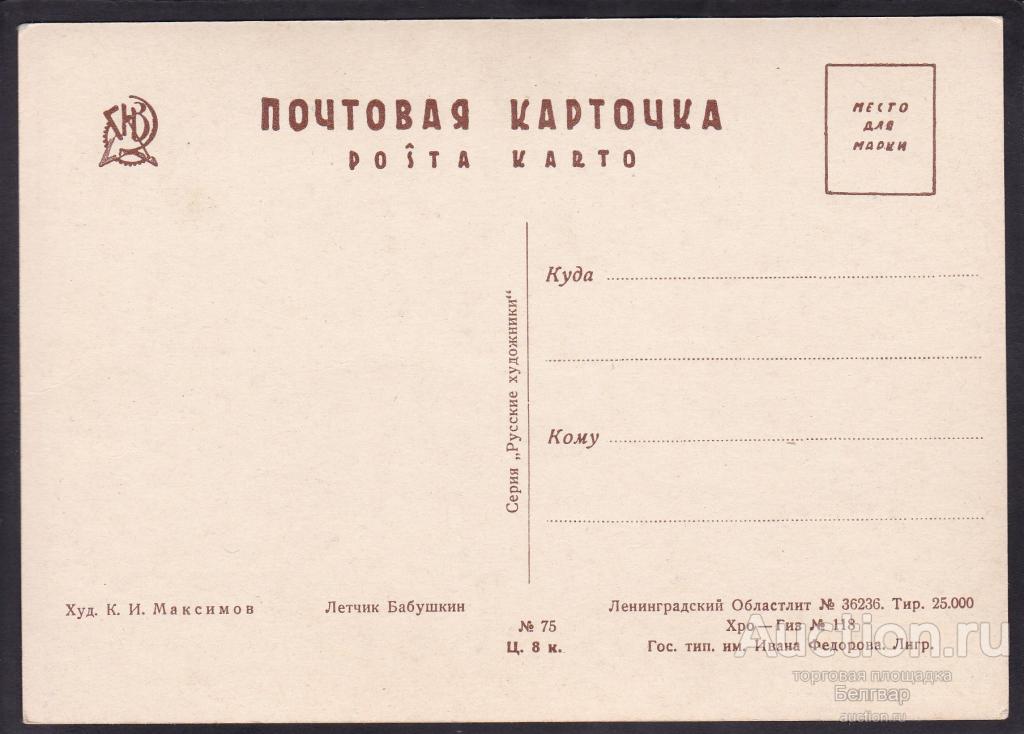 ПОЧТОВАЯ КАРТОЧКА
POŜTA KARTO
МЕСТО
ДЛЯ
МАРКИ
Куда
Кому
Серия „Русские художники“
Худ. К. И. Максимов
Летчик Бабушкин
№ 75
Ц. 8 к.
Ленинградский Областлит № 36236. Тир. 25.000
Хро—Гиз № 118
Гос. тип. им. Ивана Федорова. Лнгр.
Auction.ru
торговая площадка
Белгвар
auction.ru